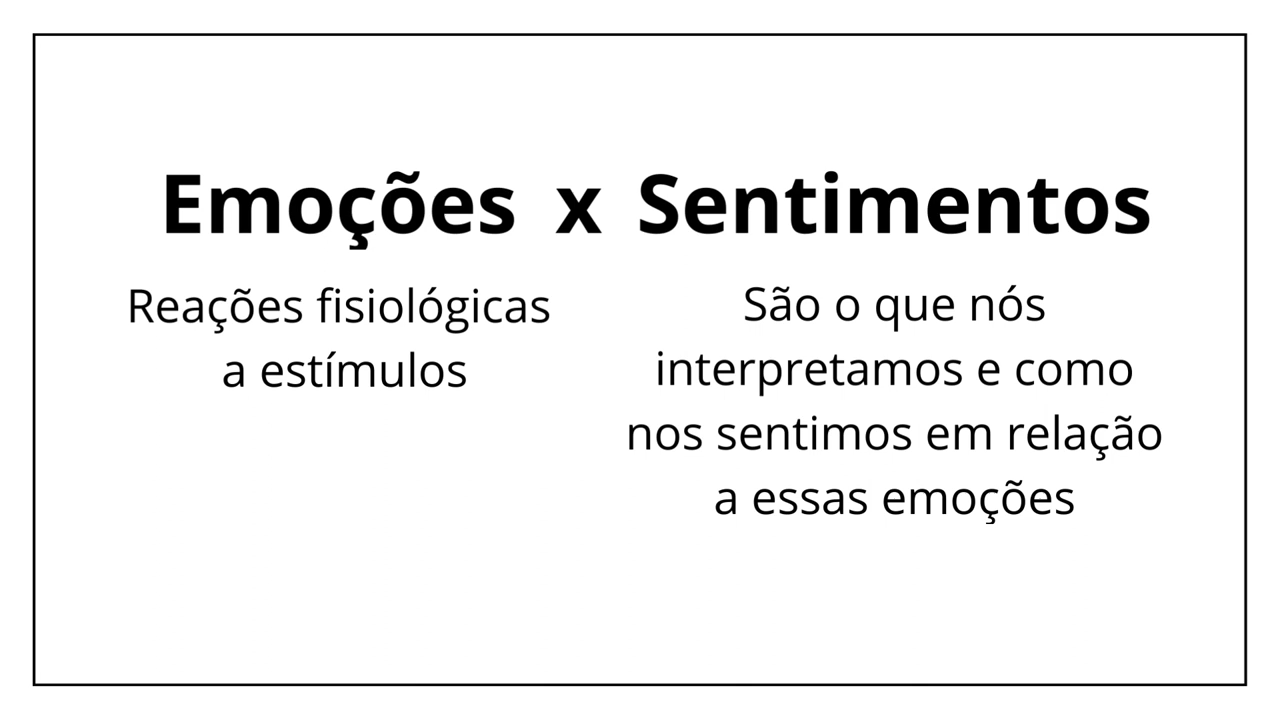 Emoções x Sentimentos
Reações fisiológicas
a estímulos
São o que nós
interpretamos e como
nos sentimos em relação
a essas emoções